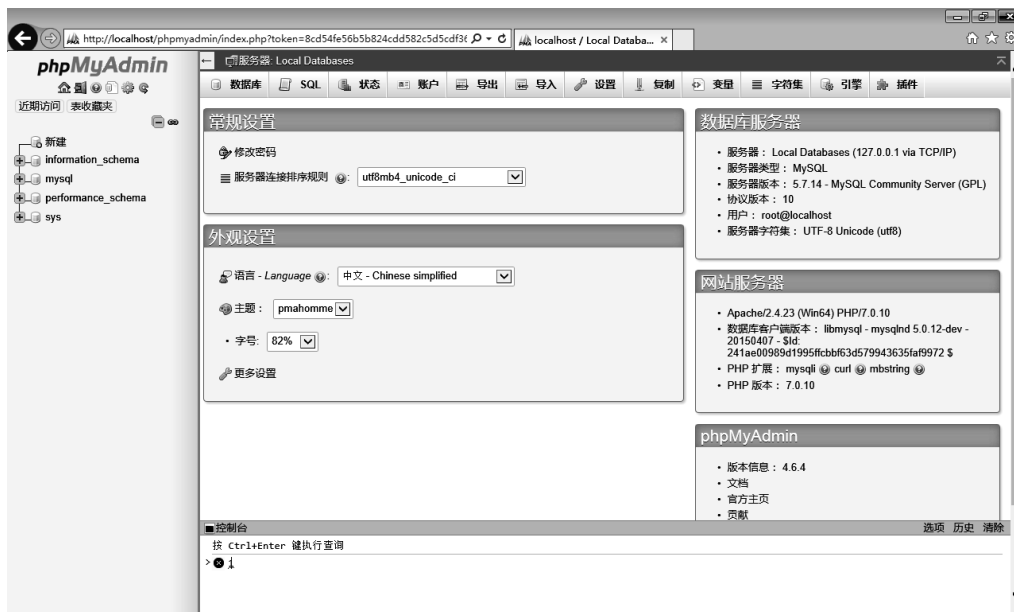 http://localhost/phpmyadmin/index.php?token=8cd54fe56b5b824cdd582c5d5cdf3
localhost / Local Databa...
phpMyAdmin
近期访问 表收藏夹
新建
information_schema
mysql
performance_schema
sys
服务器: Local Databases
数据库 SQL 状态 账户 导出 导入 设置 复制 变量 字符集 引擎 插件
常规设置
修改密码
服务器连接排序规则 : utf8mb4_unicode_ci
外观设置
语言 - Language : 中文 - Chinese simplified
主题: pmahomme
• 字号: 82%
更多设置
数据库服务器
• 服务器: Local Databases (127.0.0.1 via TCP/IP)
• 服务器类型: MySQL
• 服务器版本: 5.7.14 - MySQL Community Server (GPL)
• 协议版本: 10
• 用户: root@localhost
• 服务器字符集: UTF-8 Unicode (utf8)
网站服务器
• Apache/2.4.23 (Win64) PHP/7.0.10
• 数据库客户端版本: libmysql - mysqlnd 5.0.12-dev -
20150407 - $Id:
241ae00989d1995ffcbbf63d579943635faf9972 $
• PHP 扩展: mysqli curl mbstring
• PHP 版本: 7.0.10
phpMyAdmin
• 版本信息: 4.6.4
• 文档
• 官方主页
• 贡献
控制台 选项 历史 清除
按 Ctrl+Enter 键执行查询
>